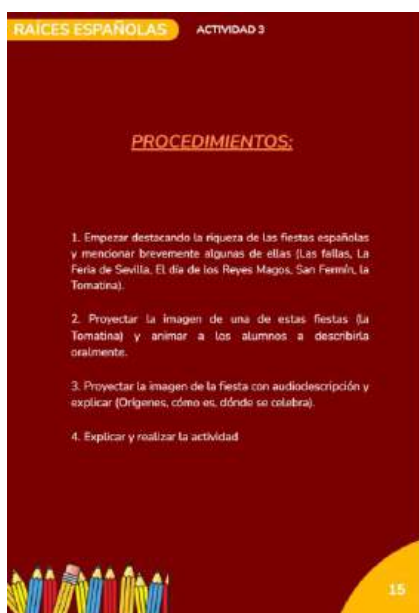 RAÍCES ESPAÑOLAS
ACTIVIDAD 3
PROCEDIMIENTOS:
1. Empezar destacando la riqueza de las fiestas españolas
y mencionar brevemente algunas de ellas (Las fallas, La
Feria de Sevilla, El día de los Reyes Magos, San Fermín, la
Tomatina).
2. Proyectar la imagen de una de estas fiestas (la
Tomatina) y animar a los alumnos a describirla
oralmente.
3. Proyectar la imagen de la fiesta con audiodescripción y
explicar (Orígenes, cómo es, dónde se celebra).
4. Explicar y realizar la actividad
15